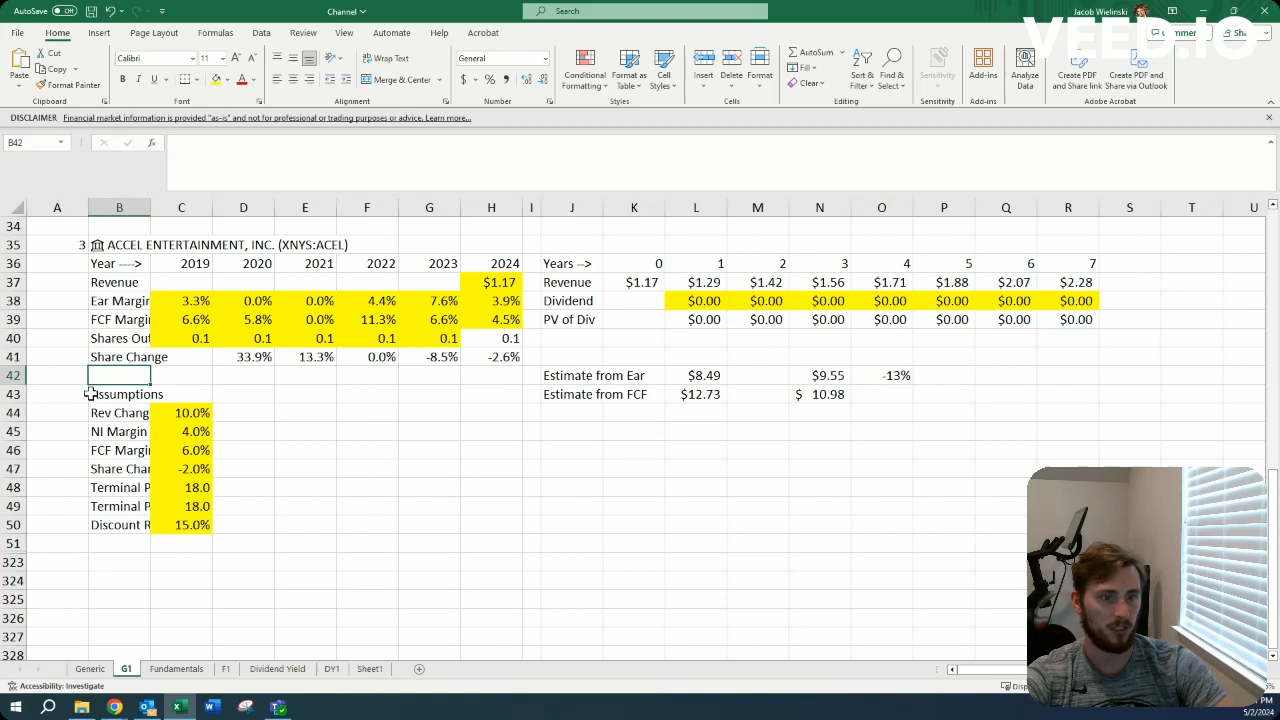 AutoSave Off
Channel
Search
Jacob Wielinski
VEED.IO
File Home Insert Page Layout Formulas Data Review View Automate Help Acrobat
Paste
Cut
Copy
Format Painter
Clipboard
Calibri 11
B I U
Font
Wrap Text
Merge & Center
Alignment
General
$ % ,
Number
Conditional Formatting
Format as Table
Cell Styles
Styles
Insert Delete Format
Cells
AutoSum
Fill
Clear
Sort & Filter
Find & Select
Editing
Sensitivity
Sensitivity
Add-ins
Add-ins
Analyze Data
Create PDF and Share link
Create PDF and Share via Outlook
Adobe Acrobat
DISCLAIMER Financial market information is provided "as-is" and not for professional or trading purposes or advice. Learn more...
B42 fx
A B C D E F G H I J K L M N O P Q R S T U
34
35 3 ACCEL ENTERTAINMENT, INC. (XNYS:ACEL)
36 Year ----> 2019 2020 2021 2022 2023 2024 Years --> 0 1 2 3 4 5 6 7
37 Revenue $1.17 Revenue $1.17 $1.29 $1.42 $1.56 $1.71 $1.88 $2.07 $2.28
38 Ear Margin 3.3% 0.0% 0.0% 4.4% 7.6% 3.9% Dividend $0.00 $0.00 $0.00 $0.00 $0.00 $0.00 $0.00
39 FCF Margin 6.6% 5.8% 0.0% 11.3% 6.6% 4.5% PV of Div $0.00 $0.00 $0.00 $0.00 $0.00 $0.00 $0.00
40 Shares Out 0.1 0.1 0.1 0.1 0.1 0.1
41 Share Change 33.9% 13.3% 0.0% -8.5% -2.6%
42 Estimate from Ear $8.49 $9.55 -13%
43 Assumptions Estimate from FCF $12.73 $ 10.98
44 Rev Chang 10.0%
45 NI Margin 4.0%
46 FCF Margin 6.0%
47 Share Chan -2.0%
48 Terminal P 18.0
49 Terminal P 18.0
50 Discount R 15.0%
51
323
324
325
326
327
328
Generic G1 Fundamentals F1 Dividend Yield DY1 Sheet1
Accessibility: Investigate
5/2/2024